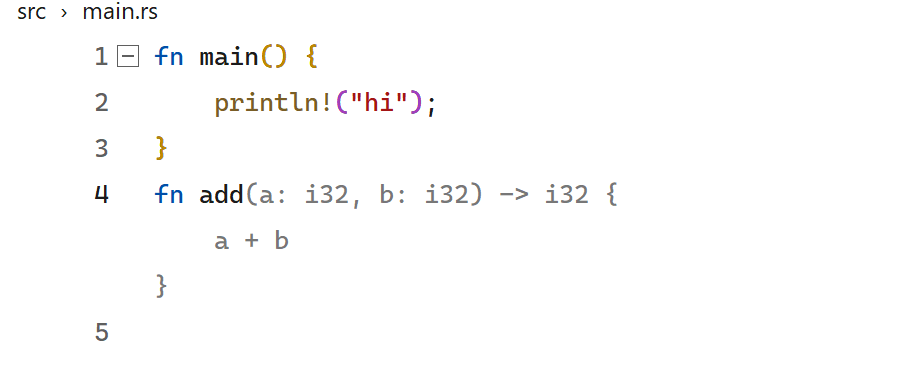 src › main.rs
1 fn main() {
2     println!("hi");
3 }
4 fn add(a: i32, b: i32) -> i32 {
      a + b
  }
5